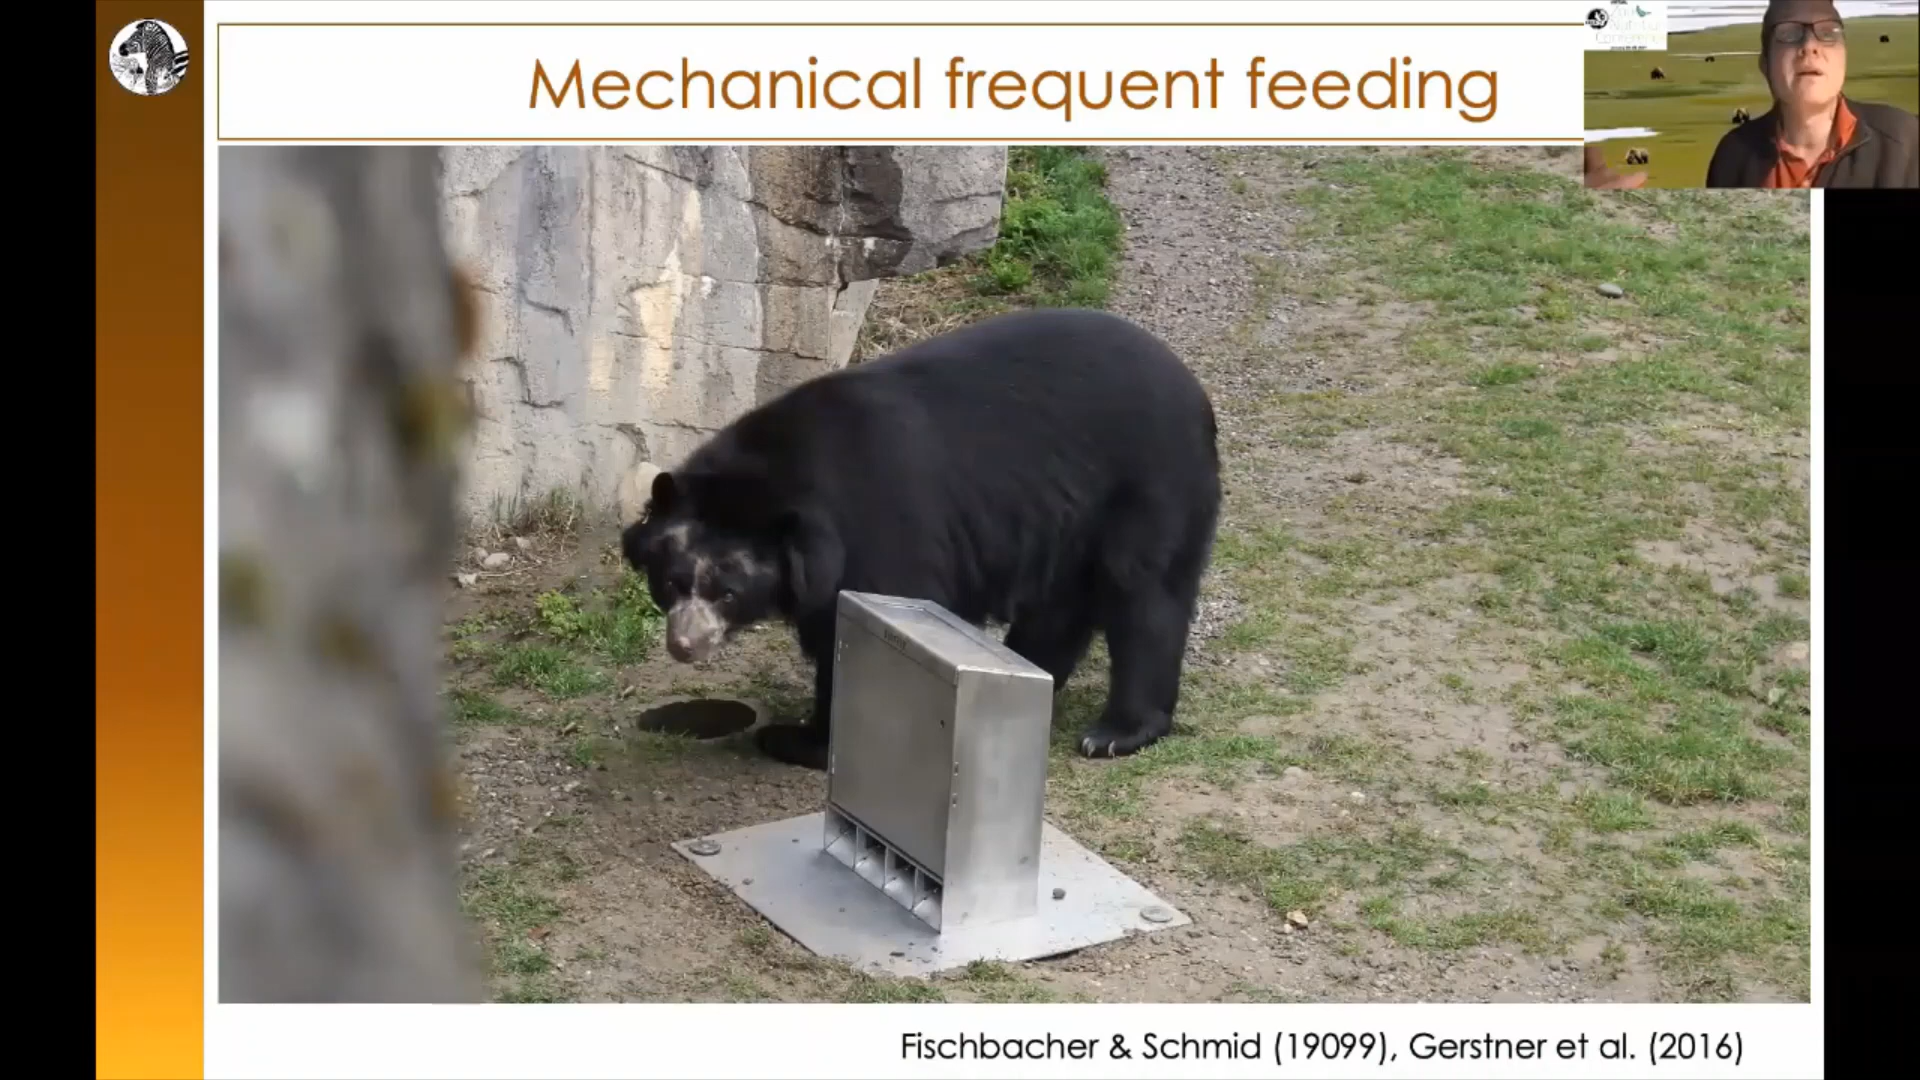 Mechanical frequent feeding
Fischbacher & Schmid (19099), Gerstner et al. (2016)